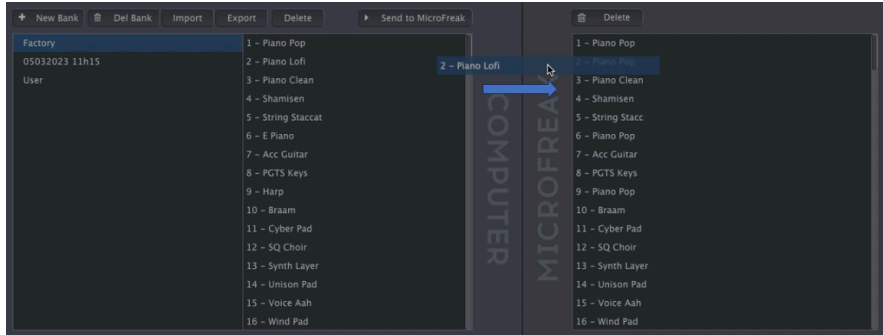 + New Bank Del Bank Import Export Delete Send to MicroFreak
Factory
05032023 11h15
User
1 - Piano Pop
2 - Piano Lofi
3 - Piano Clean
4 - Shamisen
5 - String Staccat
6 - E Piano
7 - Acc Guitar
8 - PGTS Keys
9 - Harp
10 - Braam
11 - Cyber Pad
12 - SQ Choir
13 - Synth Layer
14 - Unison Pad
15 - Voice Aah
16 - Wind Pad
2 - Piano Lofi
COMPUTER
MICROFREAK
Delete
1 - Piano Pop
2 - Piano Pop
3 - Piano Clean
4 - Shamisen
5 - String Stacc
6 - Piano Pop
7 - Acc Guitar
8 - PGTS Keys
9 - Piano Pop
10 - Braam
11 - Cyber Pad
12 - SQ Choir
13 - Synth Layer
14 - Unison Pad
15 - Voice Aah
16 - Wind Pad